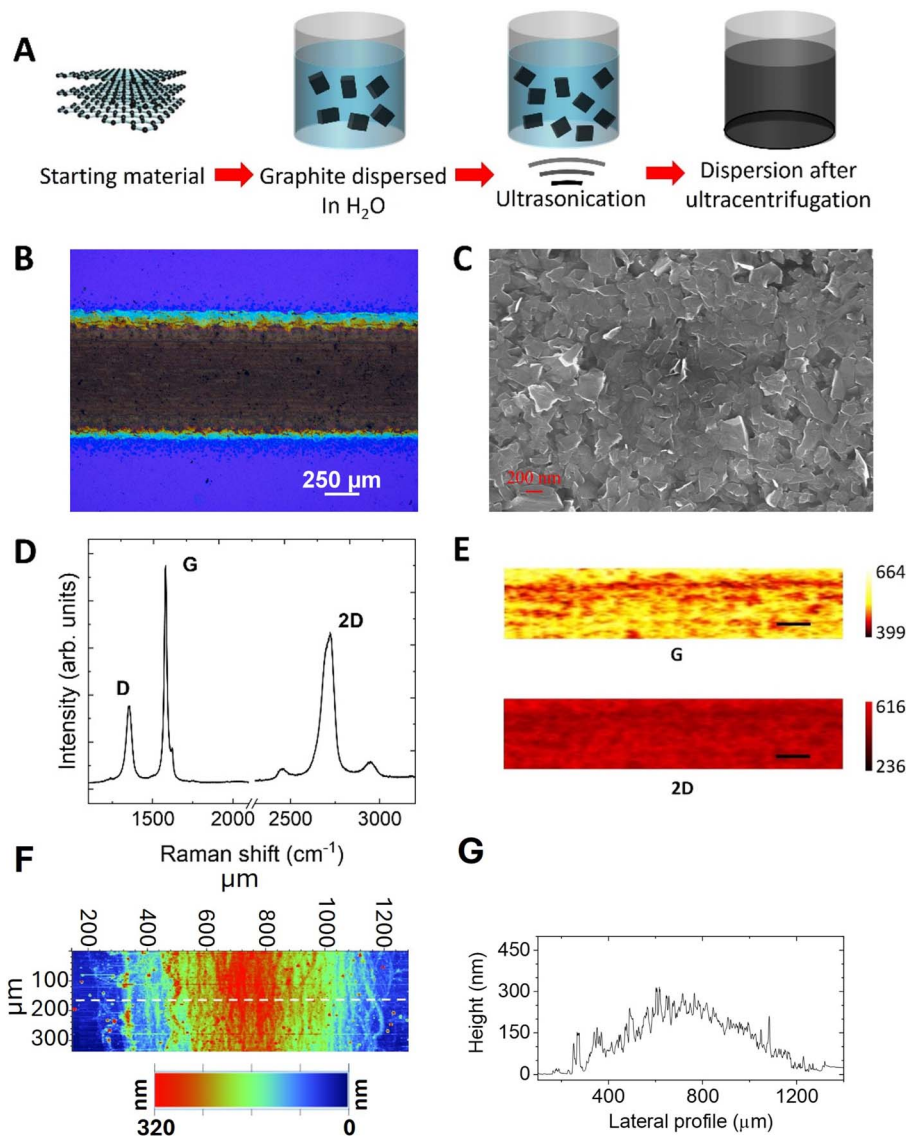 A
Starting material
Graphite dispersed
In H₂O
Ultrasonication
Dispersion after
ultracentrifugation
B
250 µm
C
200 nm
D
Intensity (arb. units)
D
G
2D
1500
2000
2500
3000
Raman shift (cm⁻¹)
E
664
399
G
616
236
2D
F
µm
200
400
600
800
1000
1200
µm
100
200
300
nm
320
nm
0
G
Height (nm)
450
300
150
0
400
800
1200
Lateral profile (µm)